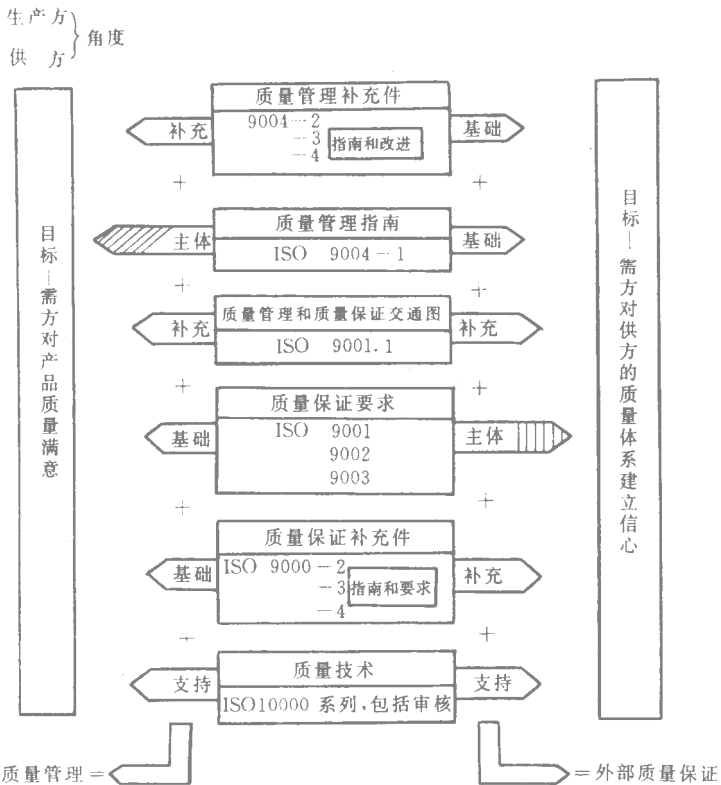 生产方
供 方
角度
质量管理补充件
补充
9004—2
—3
—4
指南和改进
基础
+
+
质量管理指南
主体
ISO 9004—1
基础
+
+
质量管理和质量保证交通图
补充
ISO 9001.1
补充
+
+
质量保证要求
基础
ISO 9001
9002
9003
主体
+
+
质量保证补充件
基础
ISO 9000—2
—3
—4
指南和要求
补充
+
+
质量技术
支持
ISO10000 系列,包括审核
支持
目标—需方对产品质量满意
目标—需方对供方的质量体系建立信心
质量管理=
=外部质量保证